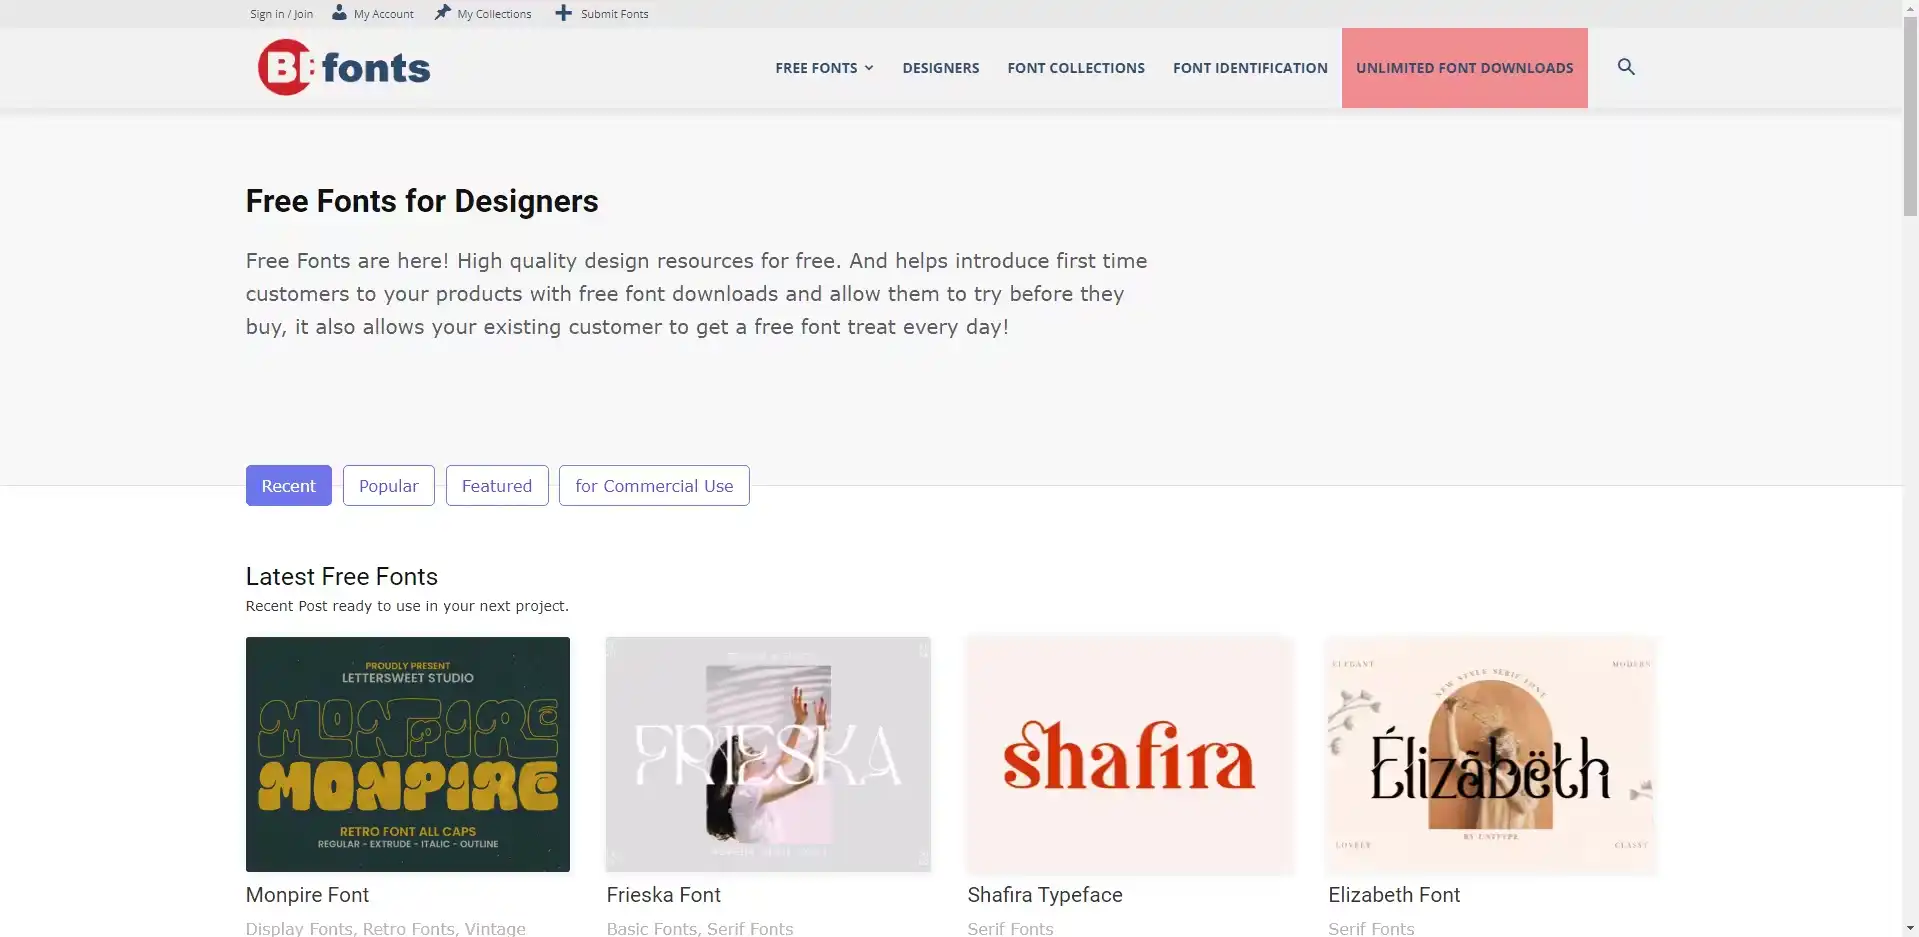 Sign in / Join My Account My Collections Submit Fonts
BEfonts FREE FONTS DESIGNERS FONT COLLECTIONS FONT IDENTIFICATION UNLIMITED FONT DOWNLOADS
Free Fonts for Designers
Free Fonts are here! High quality design resources for free. And helps introduce first time
customers to your products with free font downloads and allow them to try before they
buy, it also allows your existing customer to get a free font treat every day!
Recent Popular Featured for Commercial Use
Latest Free Fonts
Recent Post ready to use in your next project.
PROUDLY PRESENT
LETTERSWEET STUDIO
MONPIRE
MONPIRE
RETRO FONT ALL CAPS
REGULAR - EXTRUDE - ITALIC - OUTLINE
FRIESKA
shafira
ELEGANT MODERN
NEW STYLE SERIF FONT
Élizãbëth
BY UNTYPE
LOVELY CLASSY
Monpire Font Frieska Font Shafira Typeface Elizabeth Font
Display Fonts, Retro Fonts, Vintage Basic Fonts, Serif Fonts Serif Fonts Serif Fonts